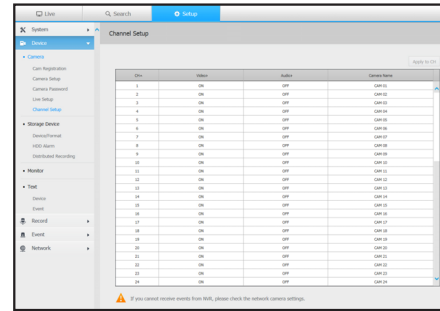 Live
Search
Setup
System
Device
Camera
Cam Registration
Camera Setup
Camera Password
Live Setup
Channel Setup
Storage Device
Device/Format
HDD Alarm
Distributed Recording
Monitor
Text
Device
Event
Record
Event
Network
Channel Setup
Apply to CH
CH Video Audio Camera Name
1 ON OFF CAM 01
2 ON OFF CAM 02
3 ON OFF CAM 03
4 ON OFF CAM 04
5 ON OFF CAM 05
6 ON OFF CAM 06
7 ON OFF CAM 07
8 ON OFF CAM 08
9 ON OFF CAM 09
10 ON OFF CAM 10
11 ON OFF CAM 11
12 ON OFF CAM 12
13 ON OFF CAM 13
14 ON OFF CAM 14
15 ON OFF CAM 15
16 ON OFF CAM 16
17 ON OFF CAM 17
18 ON OFF CAM 18
19 ON OFF CAM 19
20 ON OFF CAM 20
21 ON OFF CAM 21
22 ON OFF CAM 22
23 ON OFF CAM 23
24 ON OFF CAM 24
If you cannot receive events from NVR, please check the network camera settings.